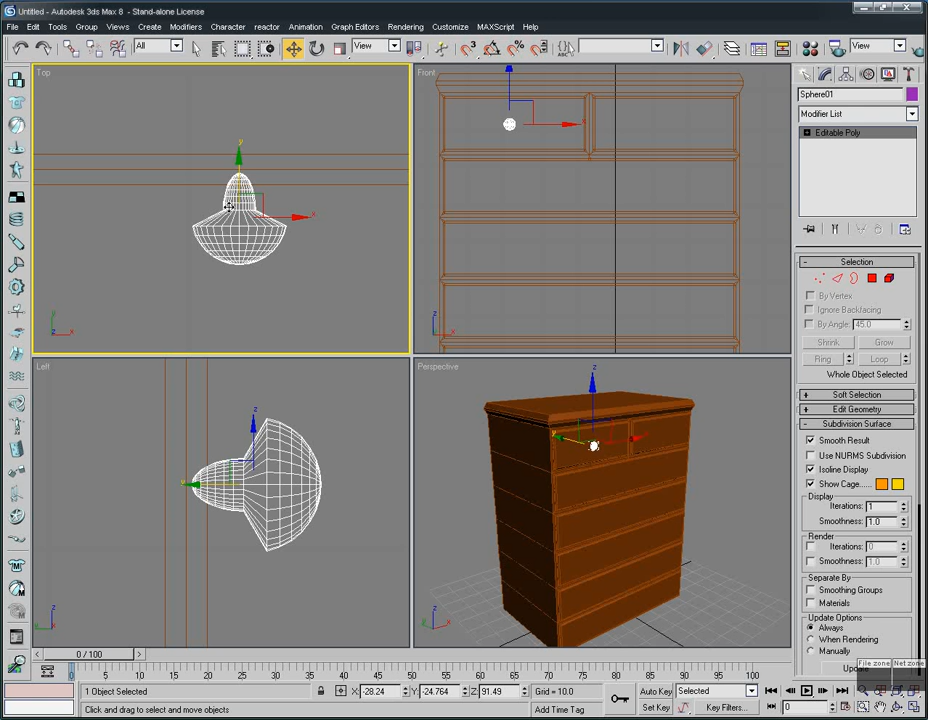 Untitled - Autodesk 3ds Max 8 - Stand-alone License
File Edit Tools Group Views Create Modifiers Character reactor Animation Graph Editors Rendering Customize MAXScript Help
All View View
Top
Front
Left
Perspective
Sphere01
Modifier List
Editable Poly
Selection
By Vertex
Ignore Backfacing
By Angle: 45.0
Shrink Grow
Ring Loop
Whole Object Selected
Soft Selection
Edit Geometry
Subdivision Surface
Smooth Result
Use NURMS Subdivision
Isoline Display
Show Cage......
Display
Iterations: 1
Smoothness: 1.0
Render
Iterations: 0
Smoothness: 1.0
Separate By
Smoothing Groups
Materials
Update Options
Always
When Rendering
Manually
Update
File zone Net zone
0 / 100
0 5 10 15 20 25 30 35 40 45 50 55 60 65 70 75 80 85 90 95 100
1 Object Selected X: -28.24 Y: -24.764 Z: 91.49 Grid = 10.0 Auto Key Selected
Click and drag to select and move objects Add Time Tag Set Key Key Filters... 0